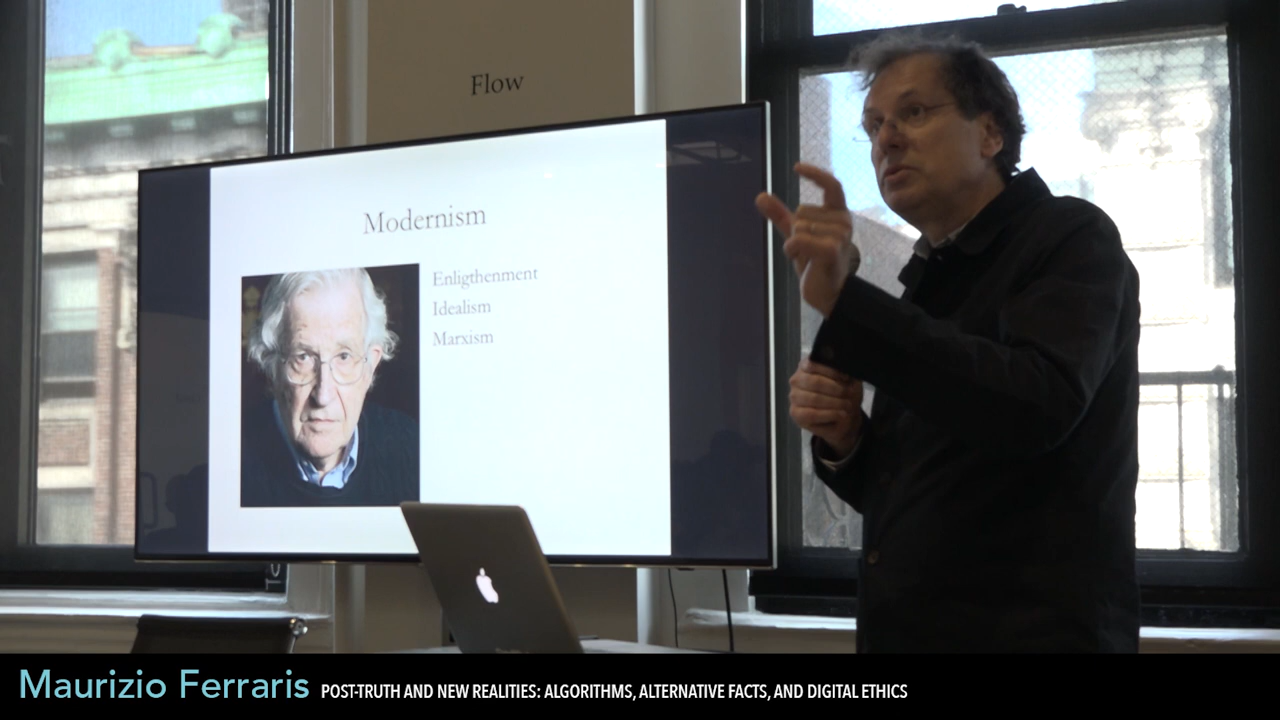 Flow
Modernism
Enligthenment
Idealism
Marxism
Maurizio Ferraris POST-TRUTH AND NEW REALITIES: ALGORITHMS, ALTERNATIVE FACTS, AND DIGITAL ETHICS